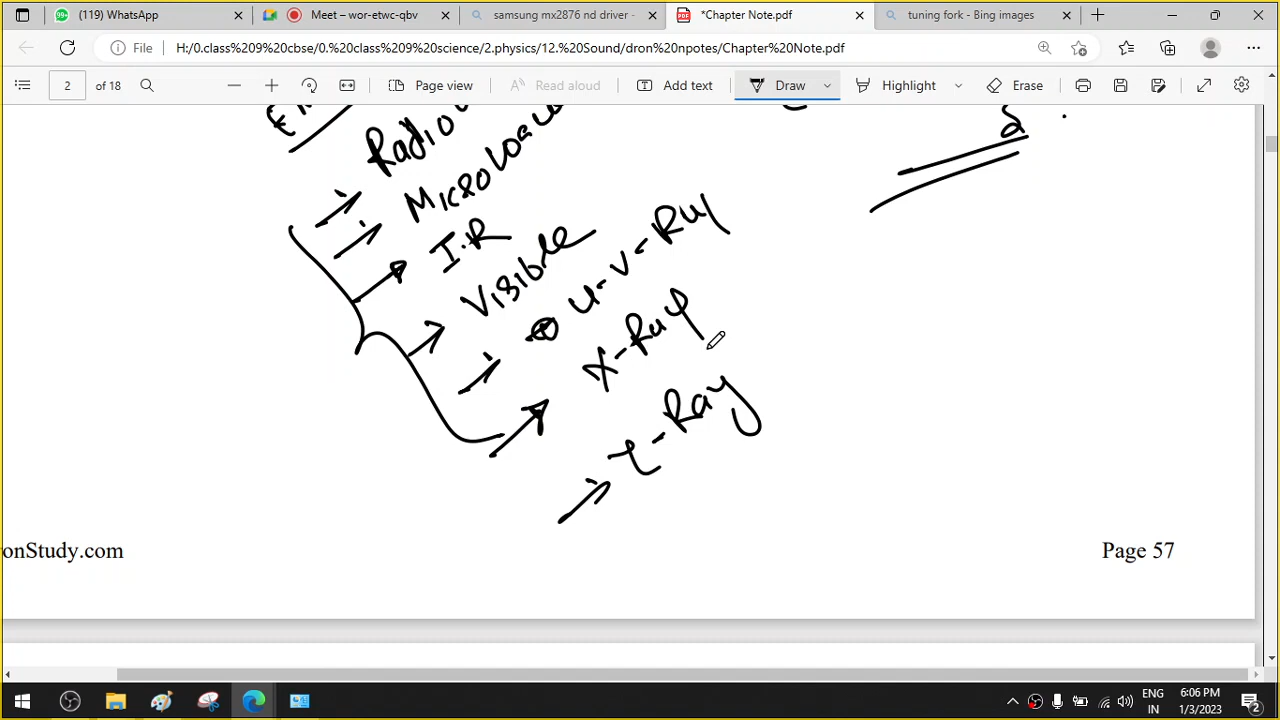 (119) WhatsApp
Meet – wor-etwc-qbv
samsung mx2876 nd driver -
*Chapter Note.pdf
tuning fork - Bing images
File
H:/0.class%209%20cbse/0.%20class%209%20science/2.physics/12.%20Sound/dron%20npotes/Chapter%20Note.pdf
2 of 18
Page view
Read aloud
Add text
Draw
Highlight
Erase
Radio
Microwave
I.R
Visible
U-V-Ray
X-Ray
Ray
ronStudy.com
Page 57
ENG
IN
6:06 PM
1/3/2023
2